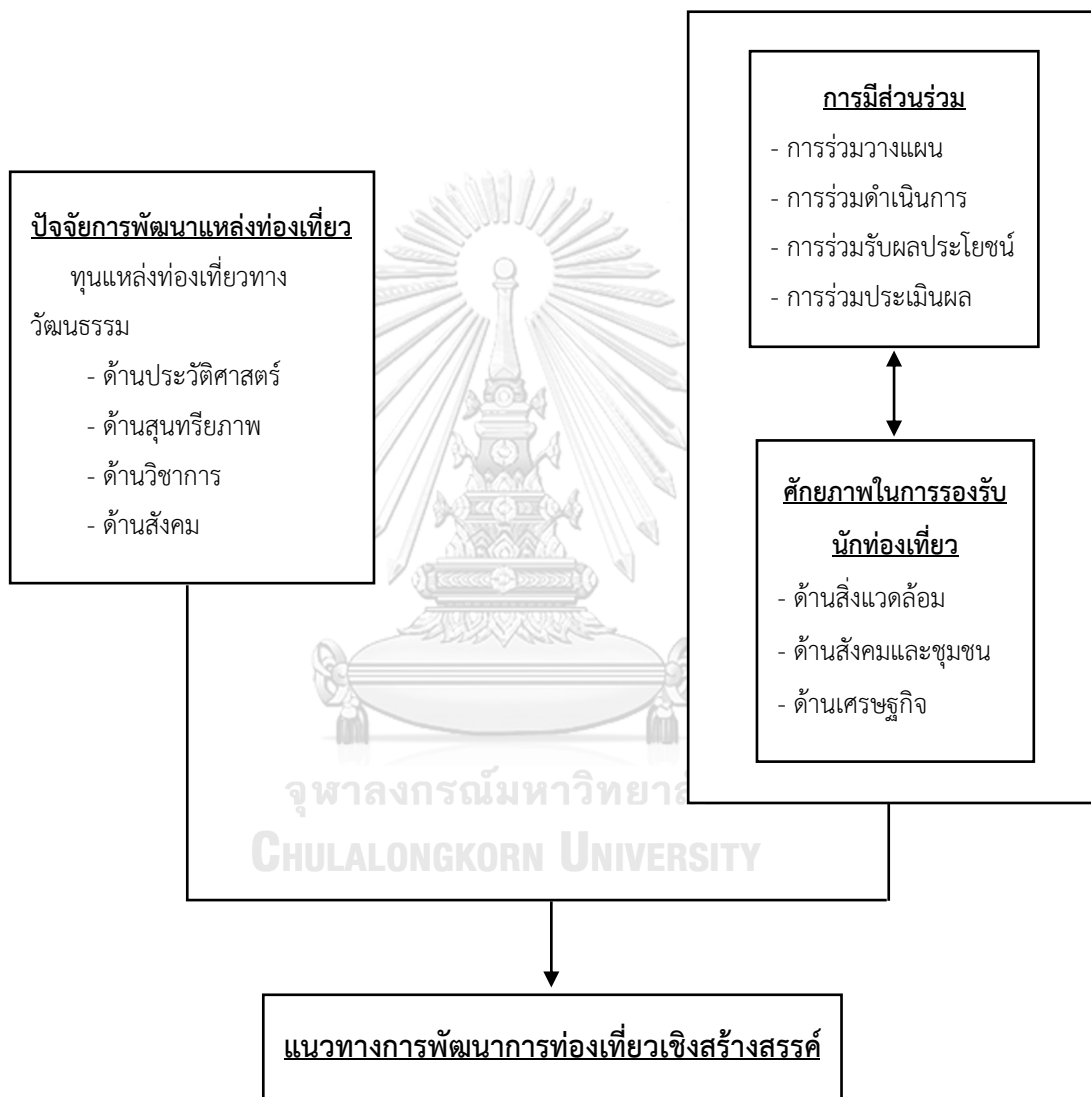 การมีส่วนร่วม
- การร่วมวางแผน
- การร่วมดำเนินการ
- การร่วมรับผลประโยชน์
- การร่วมประเมินผล
ปัจจัยการพัฒนาแหล่งท่องเที่ยว
ทุนแหล่งท่องเที่ยวทาง
วัฒนธรรม
- ด้านประวัติศาสตร์
- ด้านสุนทรียภาพ
- ด้านวิชาการ
- ด้านสังคม
ศักยภาพในการรองรับ
นักท่องเที่ยว
- ด้านสิ่งแวดล้อม
- ด้านสังคมและชุมชน
- ด้านเศรษฐกิจ
จุฬาลงกรณ์มหาวิทยาลั
CHULALONGKORN UNIVERSITY
แนวทางการพัฒนาการท่องเที่ยวเชิงสร้างสรรค์